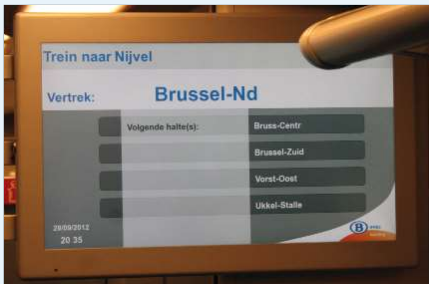 Trein naar Nijvel
Vertrek: Brussel-Nd
Volgende halte(s): Bruss-Centr
Brussel-Zuid
Vorst-Oost
Ukkel-Stalle
28/09/2012
20 35
B